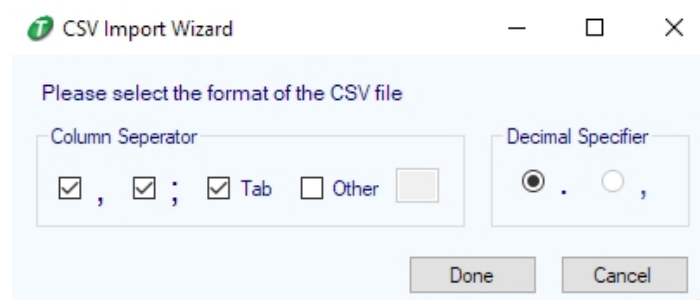 CSV Import Wizard
Please select the format of the CSV file
Column Seperator
Decimal Specifier
, ; Tab Other
. ,
Done Cancel